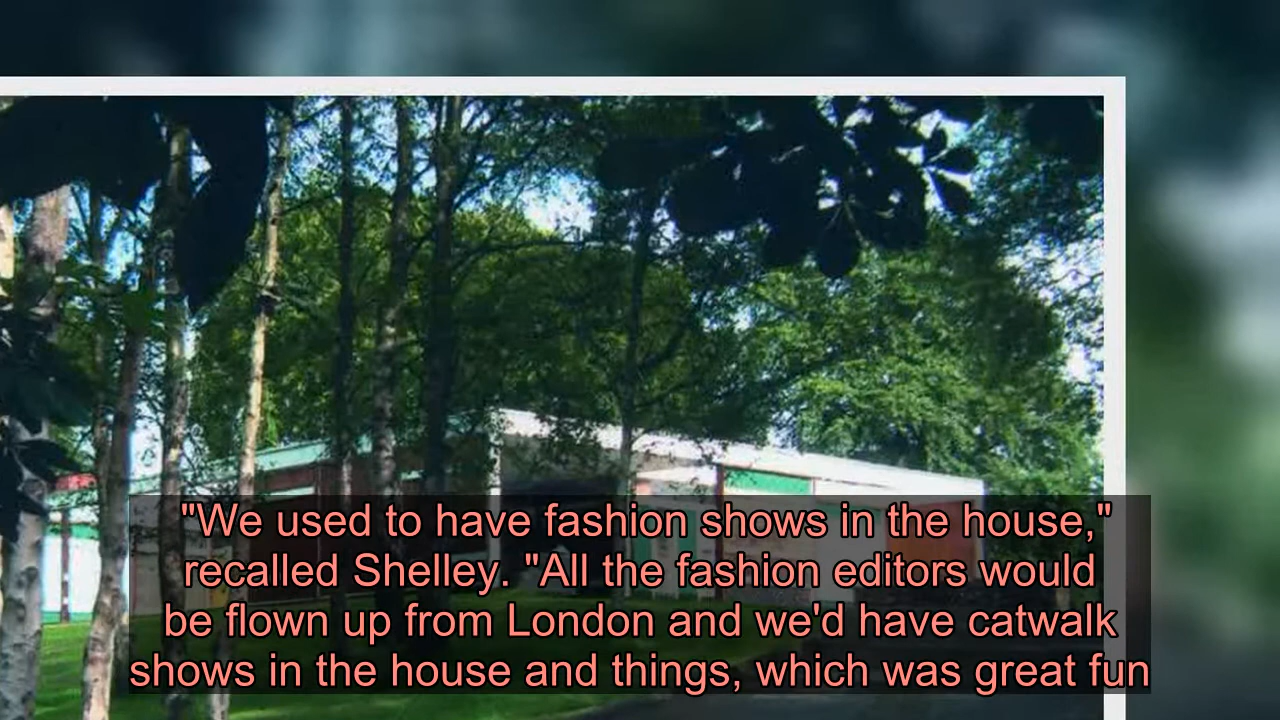 "We used to have fashion shows in the house,"
recalled Shelley. "All the fashion editors would
be flown up from London and we'd have catwalk
shows in the house and things, which was great fun